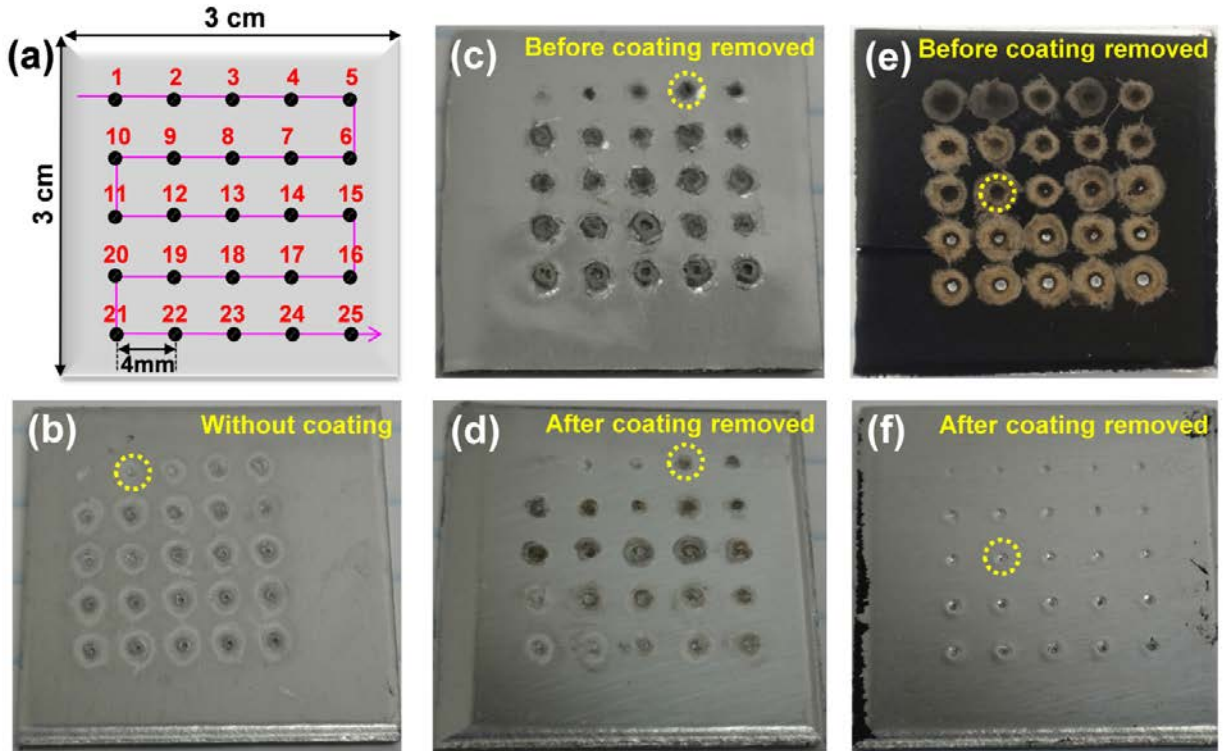 3 cm
(a)
3 cm
1 2 3 4 5
10 9 8 7 6
11 12 13 14 15
20 19 18 17 16
21 22 23 24 25
4mm
(b)
Without coating
(c)
Before coating removed
(d)
After coating removed
(e)
Before coating removed
(f)
After coating removed